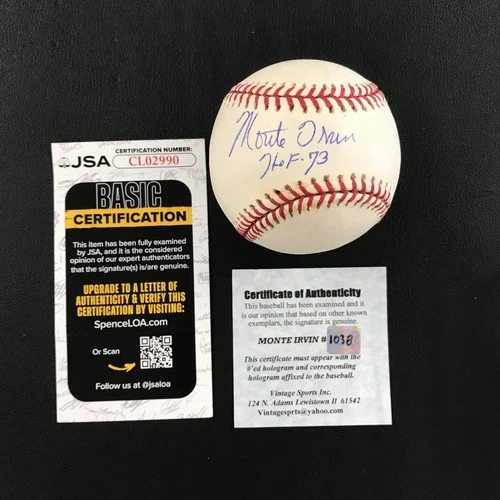 Monte Irvin
HOF-73
JSA
CERTIFICATION NUMBER:
CL02990
BASIC
CERTIFICATION
This item has been fully examined
by JSA, and it is the considered
opinion of our expert authenticators
that the signature(s) is/are genuine.
UPGRADE TO A LETTER OF
AUTHENTICITY & VERIFY THIS
CERTIFICATION BY VISITING:
SpenceLOA.com
Or Scan
Follow us at @jsaloa
Certificate of Authenticity
This baseball has been examined and it
is our opinion that based on other known
exemplars, the signature is genuine.
MONTE IRVIN # 1038
This certificate must appear with the
#'ed hologram and corresponding
hologram affixed to the baseball.
Vintage Sports Inc.
124 N. Adams Lewistown Il 61542
Vintagesprts@yahoo.com